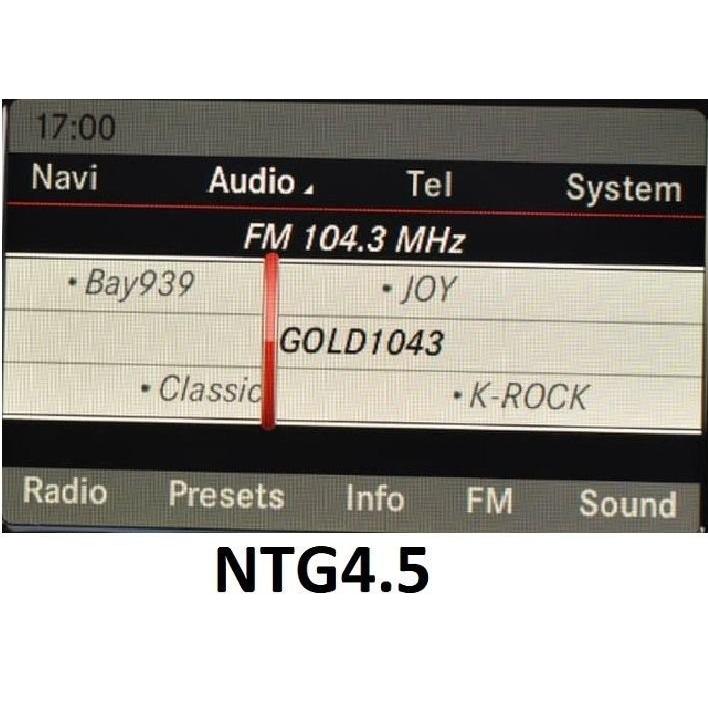 17:00
Navi Audio Tel System
FM 104.3 MHz
• Bay939 • JOY
GOLD1043
• Classic • K-ROCK
Radio Presets Info FM Sound
NTG4.5